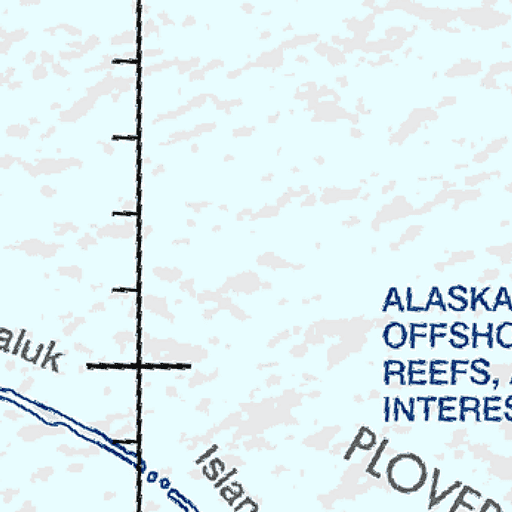 ALASKA
OFFSHO
REEFS,
INTERES
aluk
Islan
PLOVER